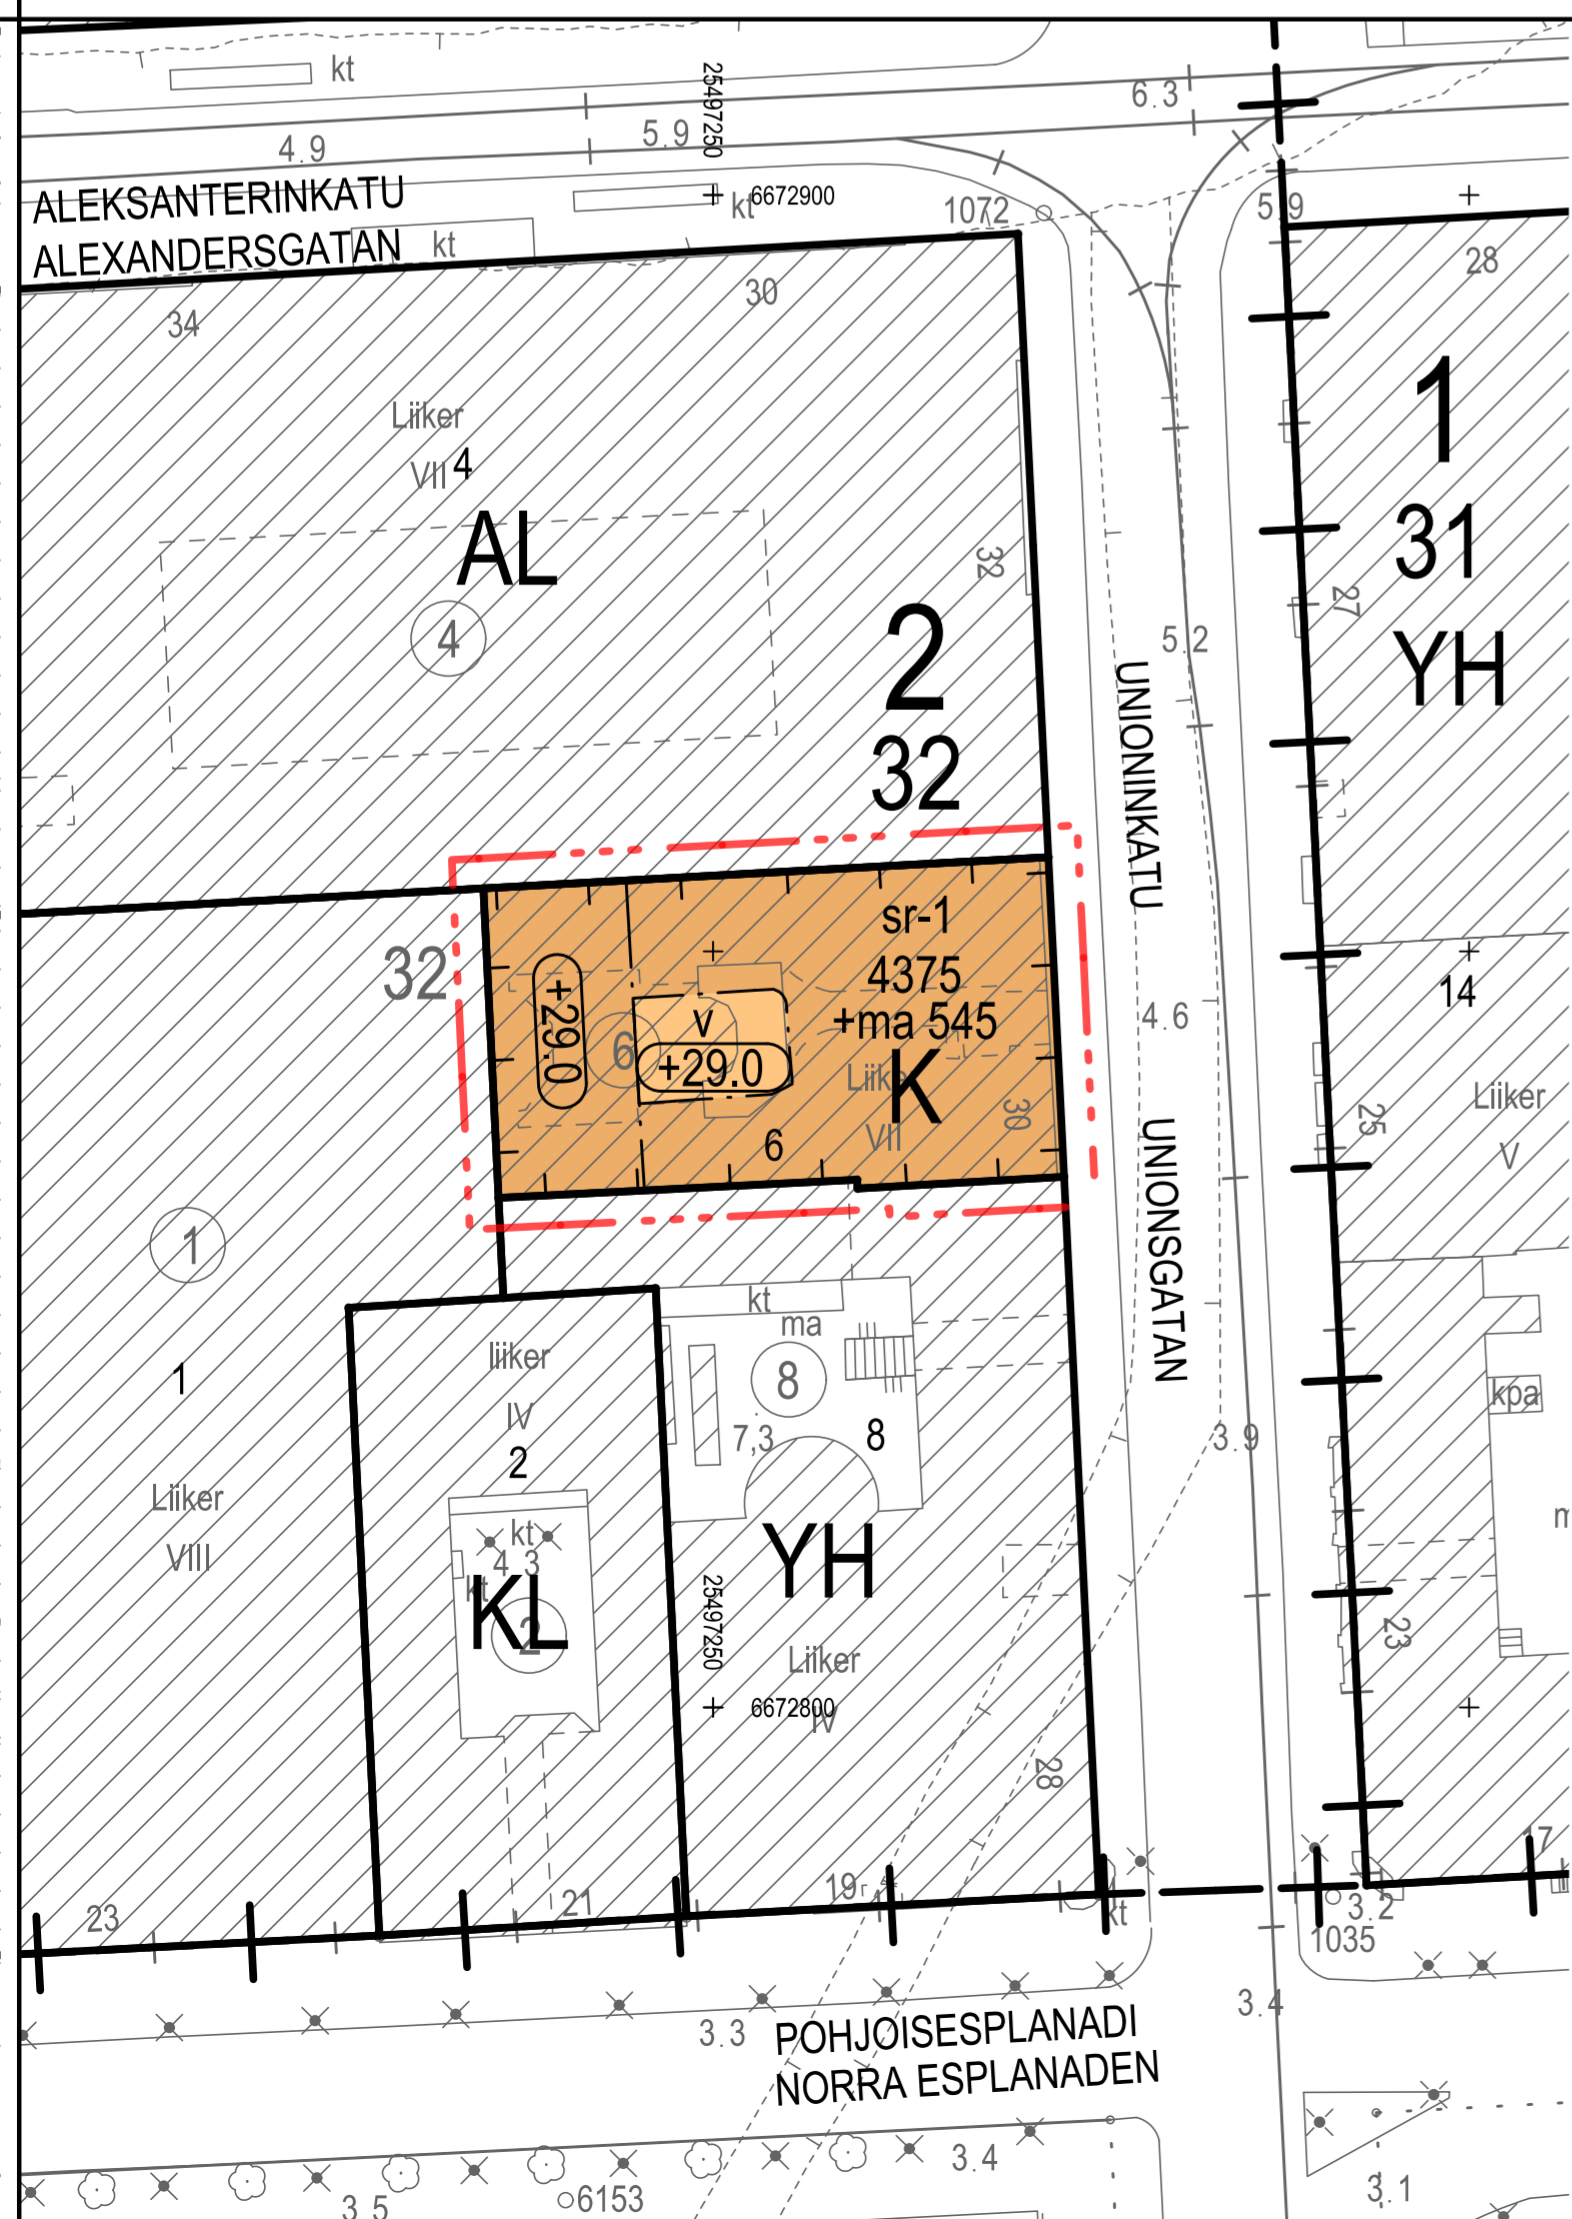 kt
25497250
6.3
4.9
5.9
ALEKSANTERINKATU
ALEXANDERSGATAN
kt
kt
6672900
1072
5.9
28
30
34
Liiker
VII
4
AL
4
32
2
32
1
31
YH
27
5.2
UNIONINKATU
UNIONSGATAN
32
sr-1
4375
+ma 545
K
+29.0
6
v
+29.0
VII
30
6
4.6
14
25
Liiker
V
1
1
Liiker
VIII
liiker
IV
2
kt
4.3
kt
KL
2
kt
ma
8
7,3
8
YH
Liiker
IV
25497250
6672800
28
3.9
kpa
23
17
23
21
19
kt
3.2
1035
3.3
POHJOISESPLANADI
NORRA ESPLANADEN
3.4
3.4
3.1
3.5
6153